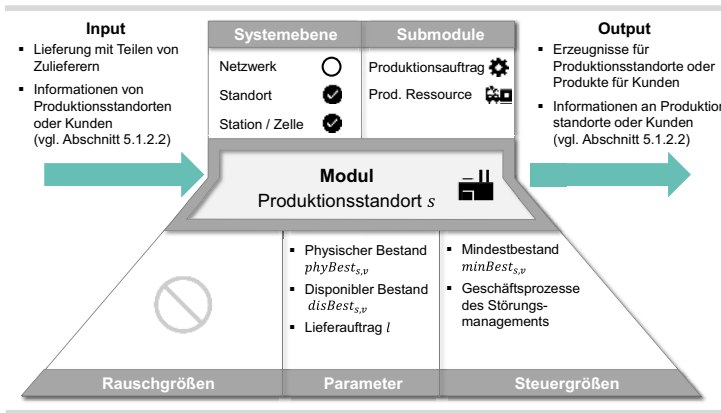 Input
▪ Lieferung mit Teilen von
Zulieferern
▪ Informationen von
Produktionsstandorten
oder Kunden
(vgl. Abschnitt 5.1.2.2)
Systemebene
Netzwerk
Standort
Station / Zelle
Submodule
Produktionsauftrag
Prod. Ressource
Output
▪ Erzeugnisse für
Produktionsstandorte oder
Produkte für Kunden
▪ Informationen an Produktion
standorte oder Kunden
(vgl. Abschnitt 5.1.2.2)
Modul
Produktionsstandort s
▪ Physischer Bestand
phyBest_{s,v}
▪ Disponibler Bestand
disBest_{s,v}
▪ Lieferauftrag l
▪ Mindestbestand
minBest_{s,v}
▪ Geschäftsprozesse
des Störungs-
managements
Rauschgrößen
Parameter
Steuergrößen